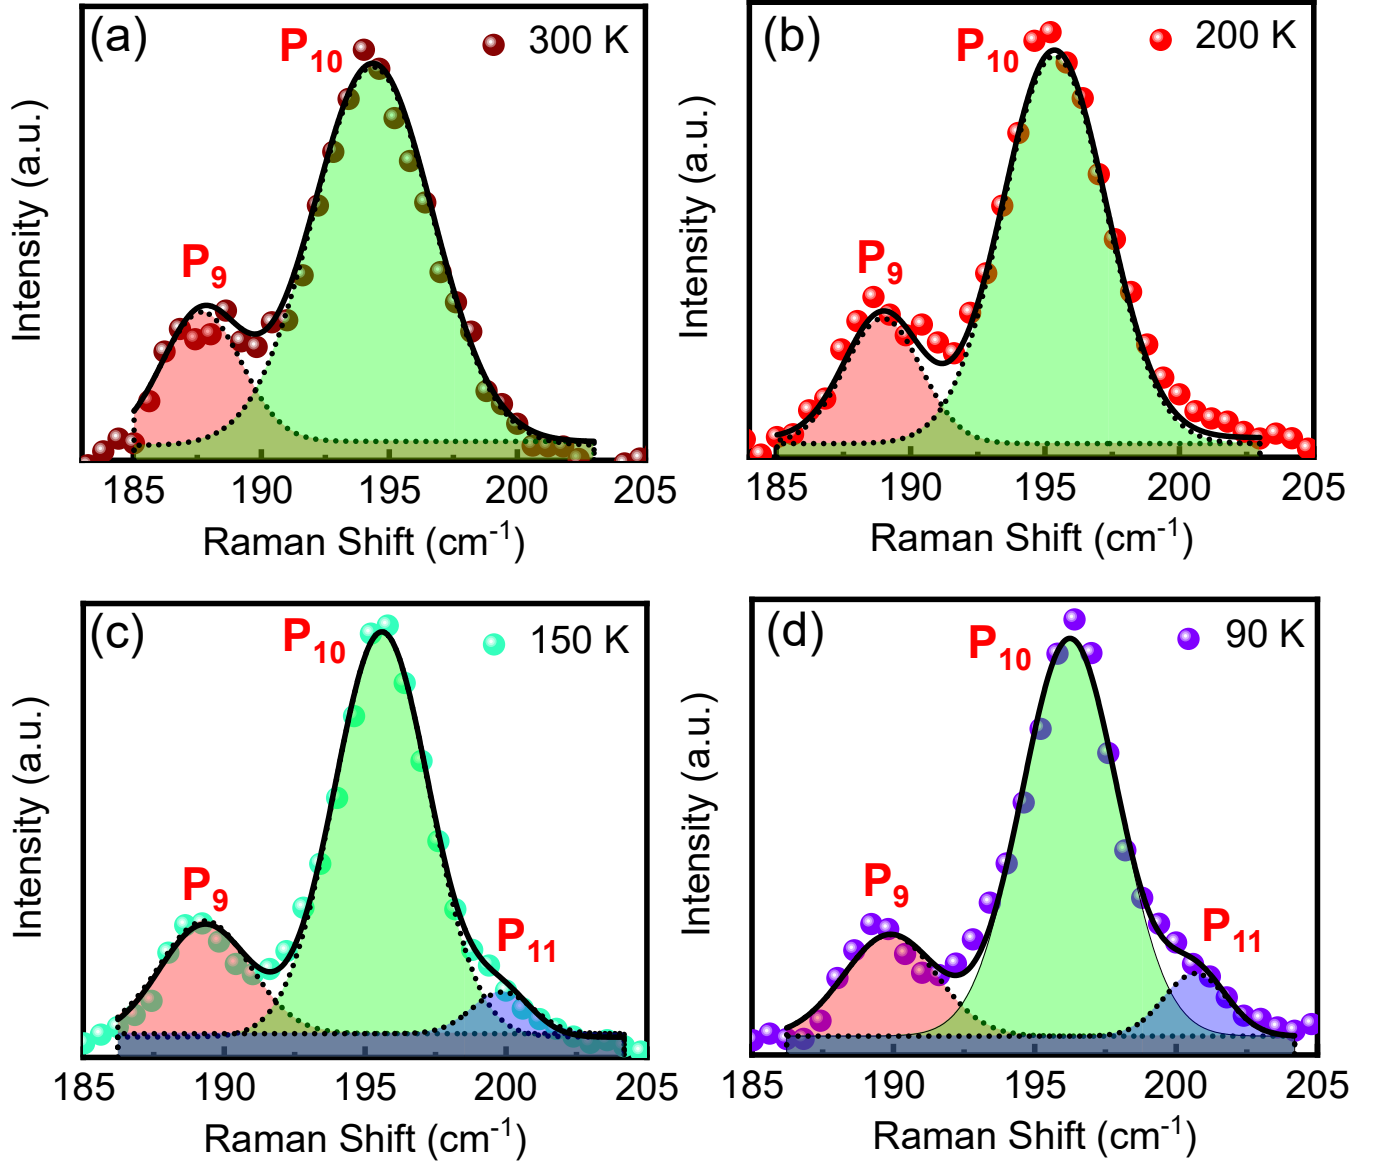 (a) P10 300 K
P9
Intensity (a.u.)
185 190 195 200 205
Raman Shift (cm-1)
(b) P10 200 K
P9
Intensity (a.u.)
185 190 195 200 205
Raman Shift (cm-1)
(c) P10 150 K
P9
P11
Intensity (a.u.)
185 190 195 200 205
Raman Shift (cm-1)
(d) P10 90 K
P9
P11
Intensity (a.u.)
185 190 195 200 205
Raman Shift (cm-1)